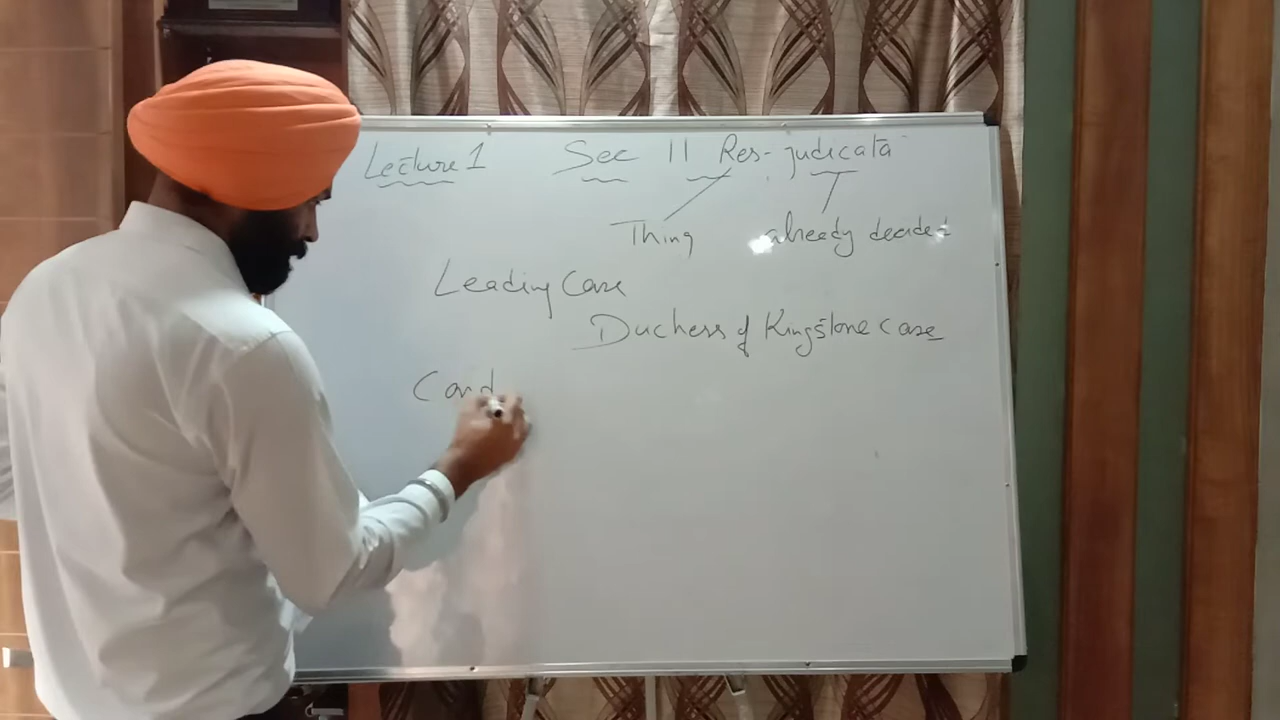 Lecture 1 Sec 11 Res-judicata
Thing already decided
Leading Case
Duchess of Kingstone case
Cond